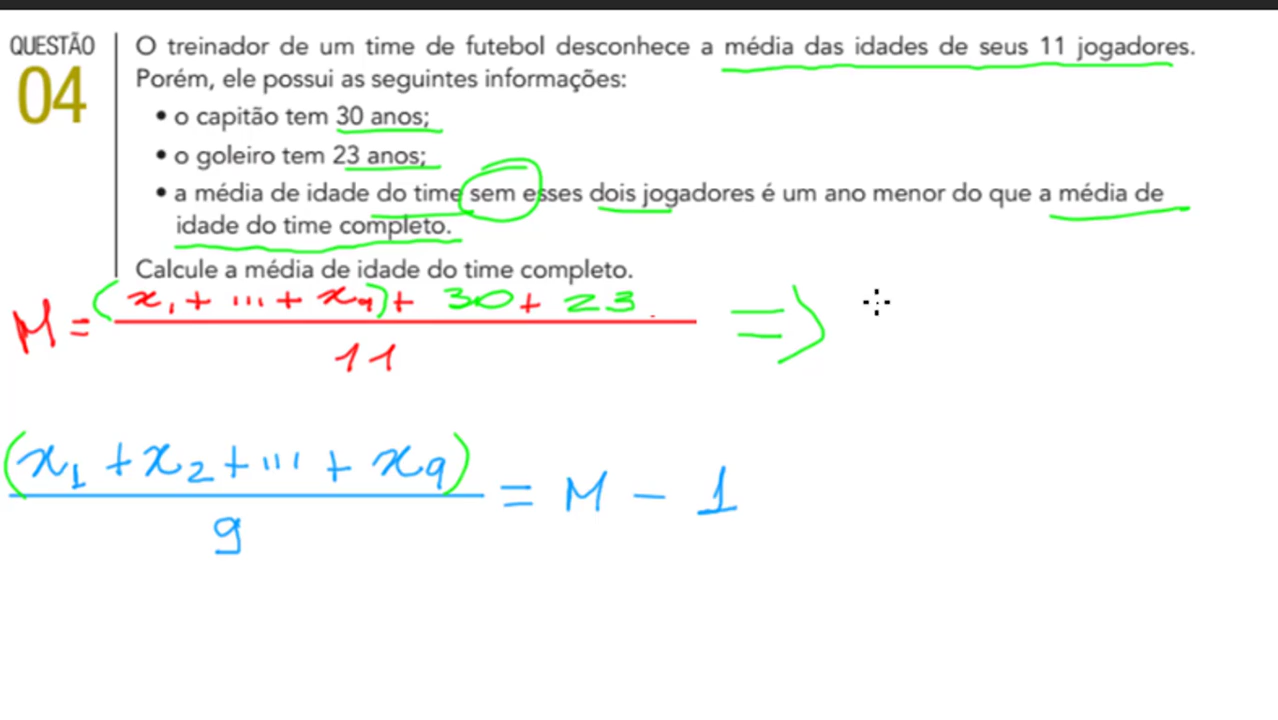 QUESTÃO
04
O treinador de um time de futebol desconhece a média das idades de seus 11 jogadores.
Porém, ele possui as seguintes informações:
• o capitão tem 30 anos;
• o goleiro tem 23 anos;
• a média de idade do time sem esses dois jogadores é um ano menor do que a média de
idade do time completo.
Calcule a média de idade do time completo.
M = (x₁ + ... + x₉) + 30 + 23
11
=>
(x₁ + x₂ + ... + x₉)
9
= M - 1